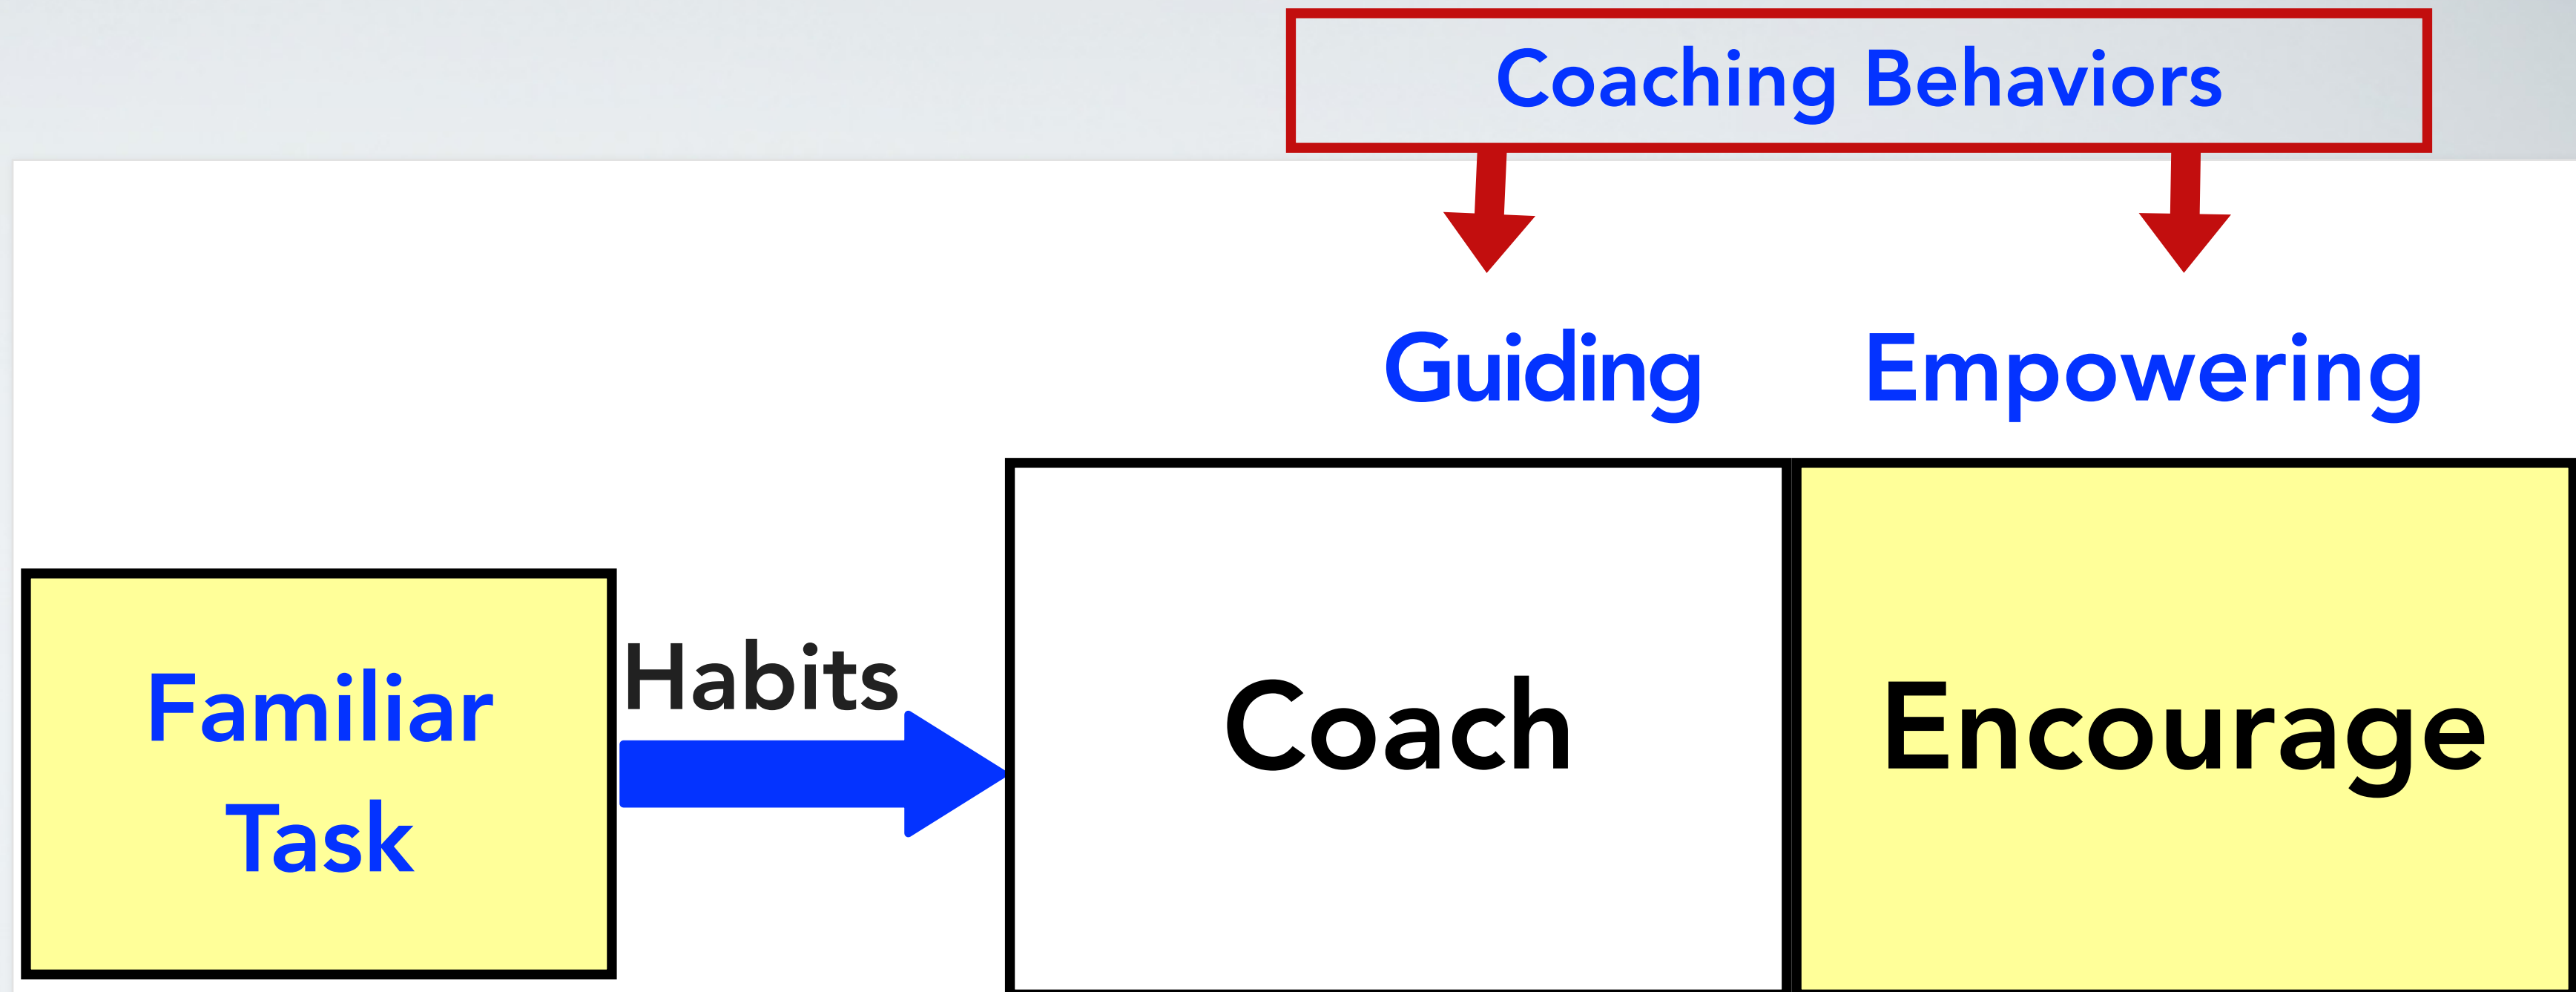 Coaching Behaviors
Guiding
Empowering
Familiar
Task
Habits
Coach
Encourage